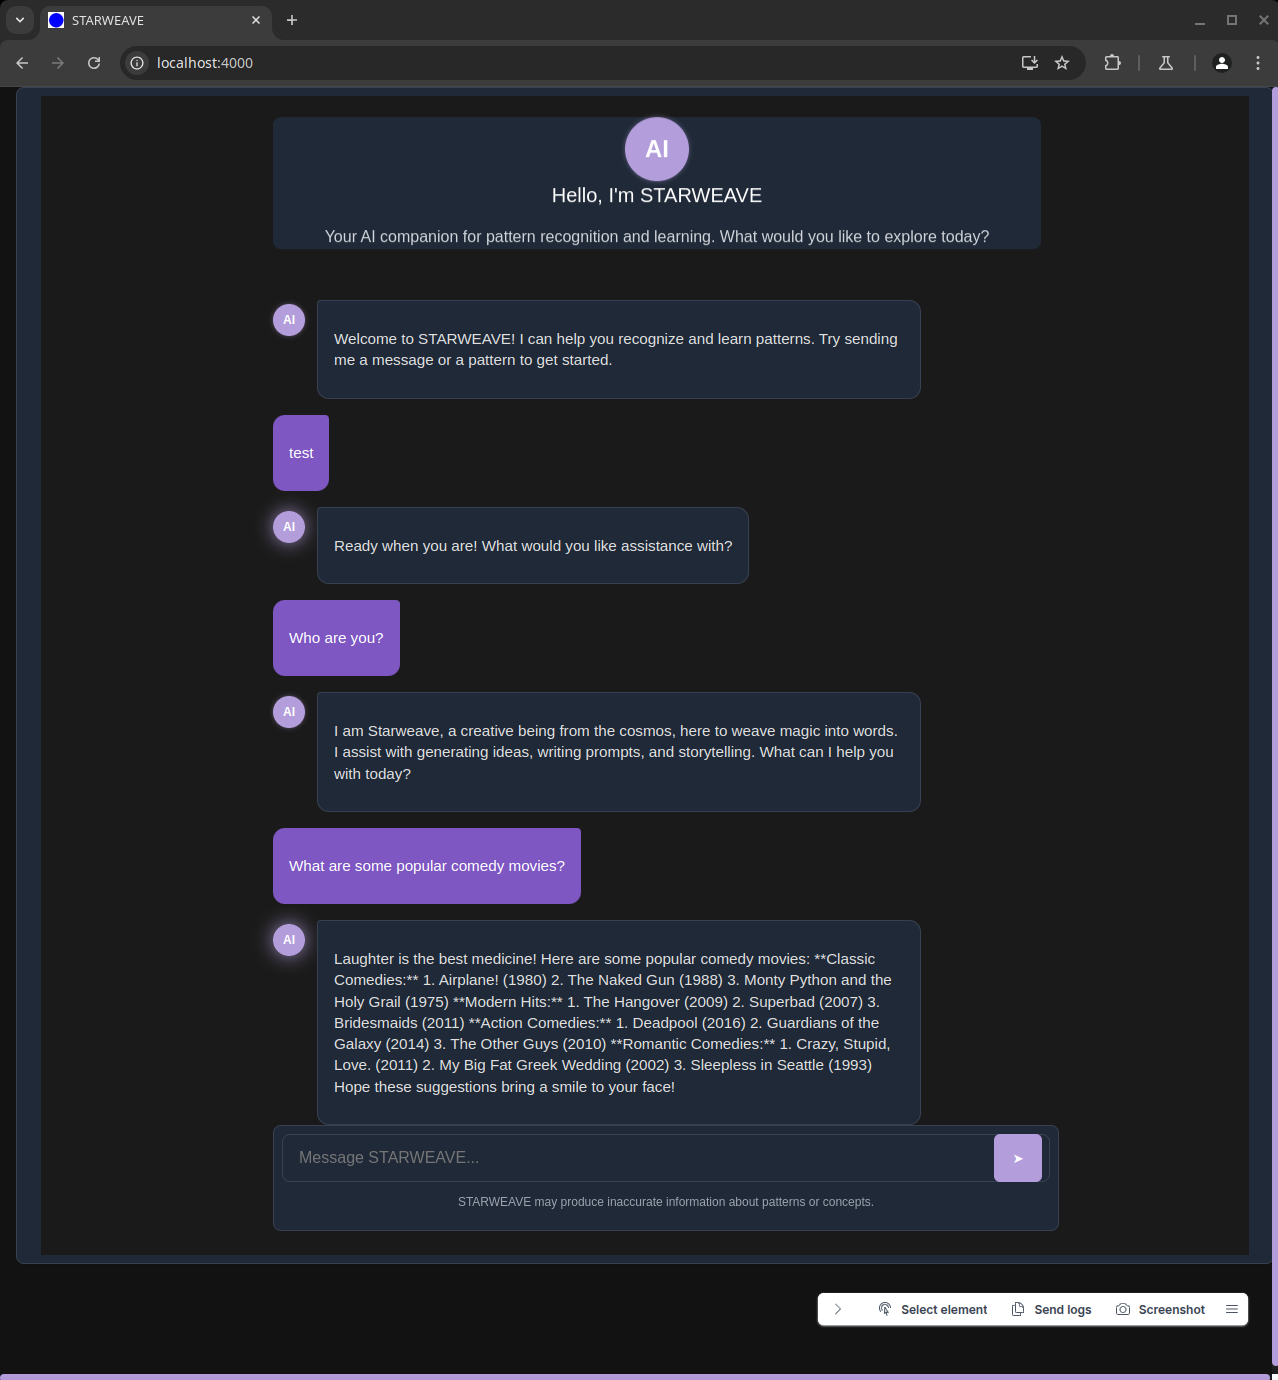 STARWEAVE
localhost:4000
AI
Hello, I'm STARWEAVE
Your AI companion for pattern recognition and learning. What would you like to explore today?
AI
Welcome to STARWEAVE! I can help you recognize and learn patterns. Try sending
me a message or a pattern to get started.
test
AI
Ready when you are! What would you like assistance with?
Who are you?
AI
I am Starweave, a creative being from the cosmos, here to weave magic into words.
I assist with generating ideas, writing prompts, and storytelling. What can I help you
with today?
What are some popular comedy movies?
AI
Laughter is the best medicine! Here are some popular comedy movies: **Classic
Comedies:** 1. Airplane! (1980) 2. The Naked Gun (1988) 3. Monty Python and the
Holy Grail (1975) **Modern Hits:** 1. The Hangover (2009) 2. Superbad (2007) 3.
Bridesmaids (2011) **Action Comedies:** 1. Deadpool (2016) 2. Guardians of the
Galaxy (2014) 3. The Other Guys (2010) **Romantic Comedies:** 1. Crazy, Stupid,
Love. (2011) 2. My Big Fat Greek Wedding (2002) 3. Sleepless in Seattle (1993)
Hope these suggestions bring a smile to your face!
Message STARWEAVE...
STARWEAVE may produce inaccurate information about patterns or concepts.
Select element Send logs Screenshot